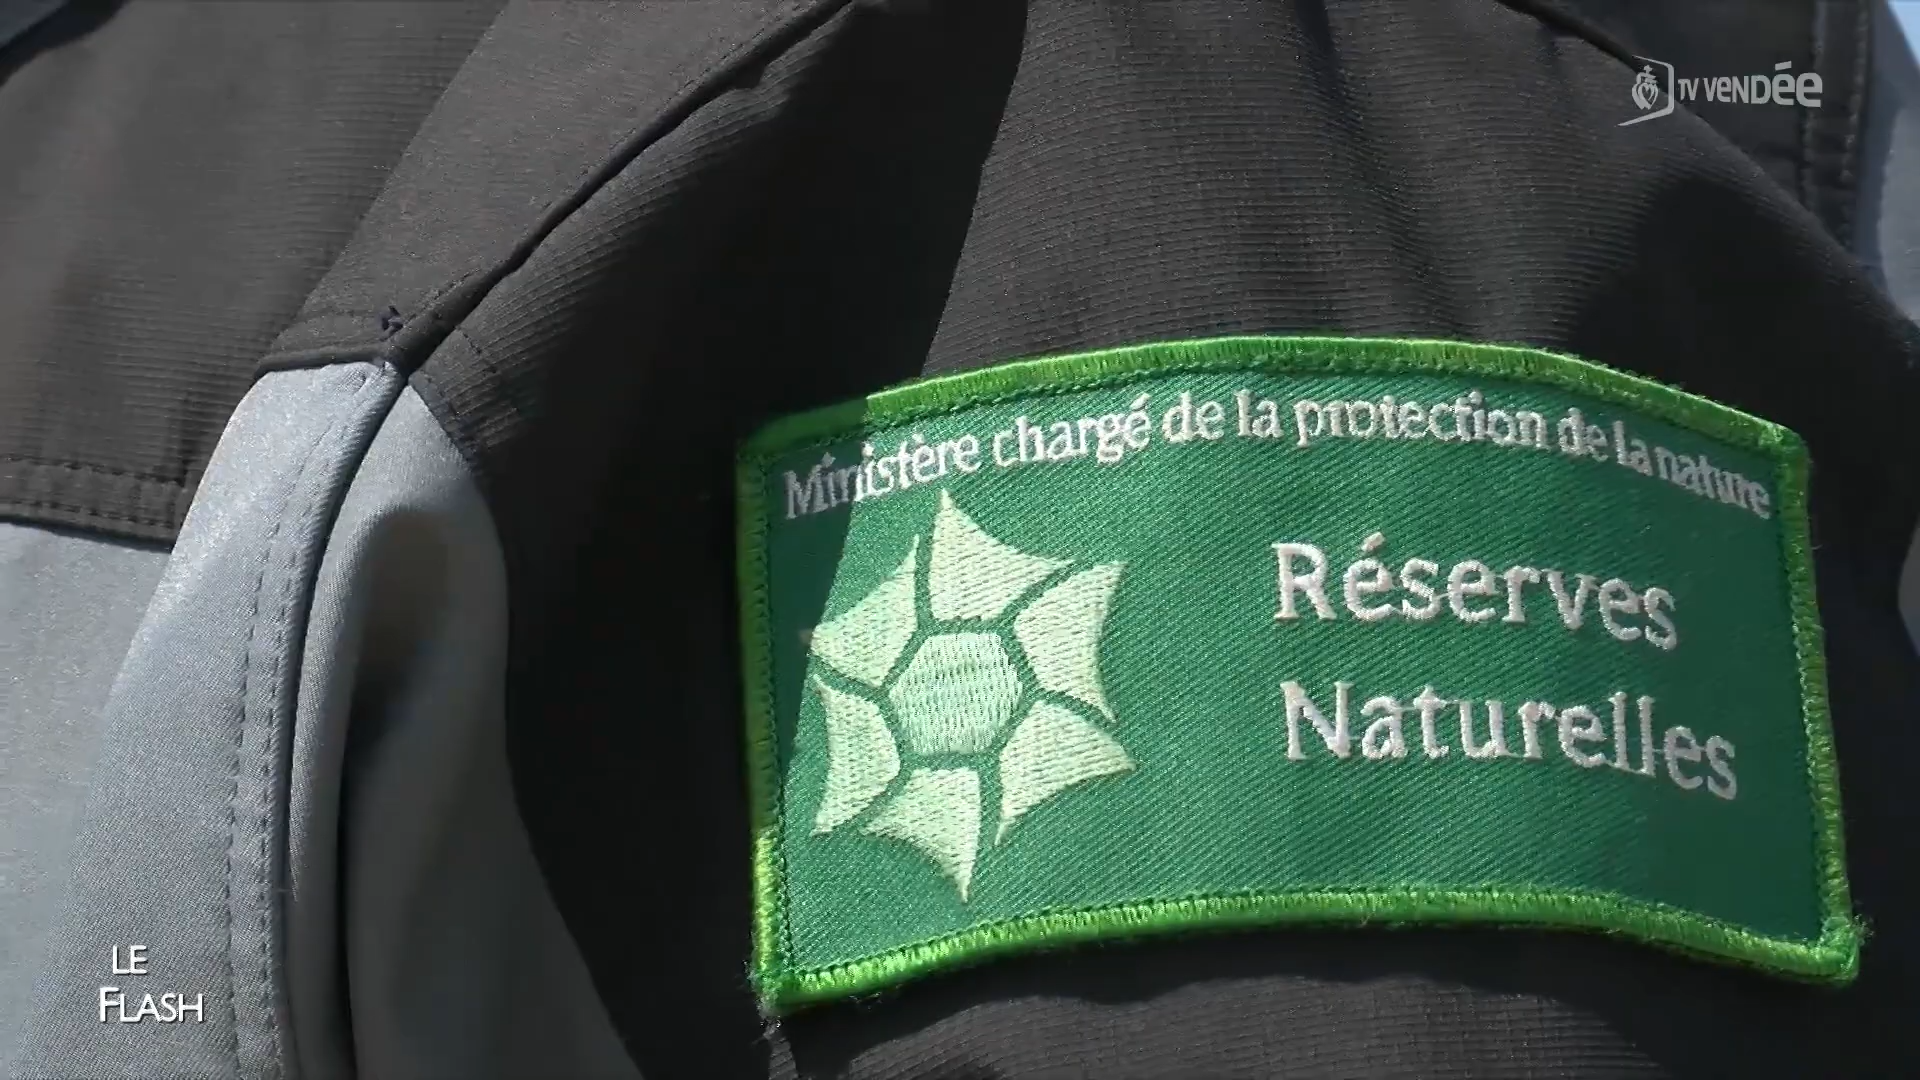 TV VENDÉE
Ministère chargé de la protection de la nature
Réserves
Naturelles
LE
FLASH